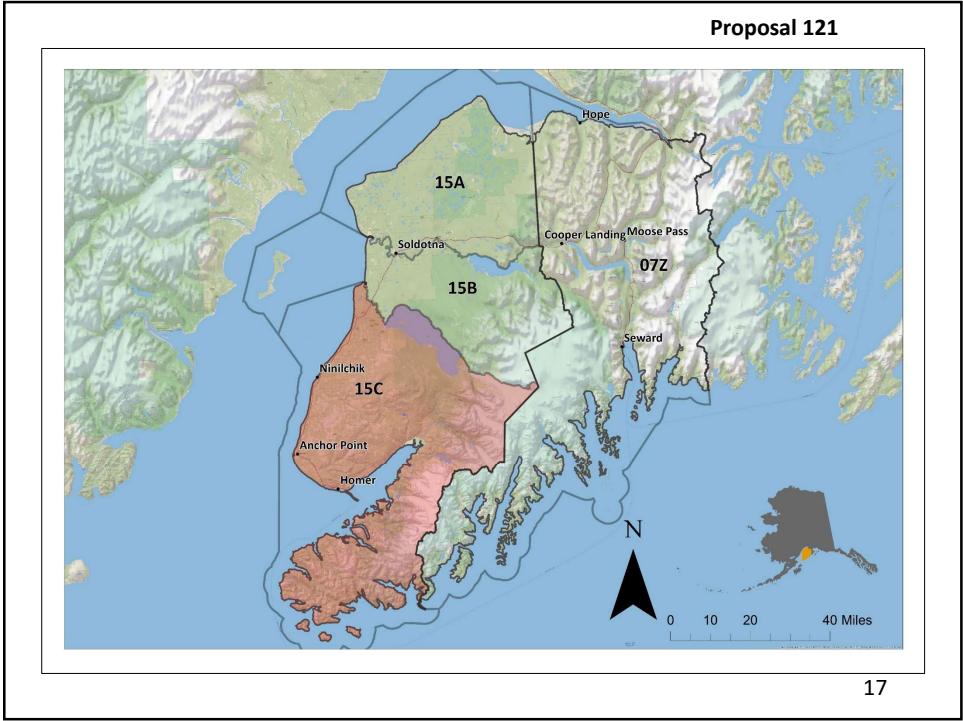 Proposal 121
Hope
15A
Cooper Landing Moose Pass
Soldotna
07Z
15B
Seward
Ninilchik
15C
Anchor Point
Homer
N
0 10 20 40 Miles
17